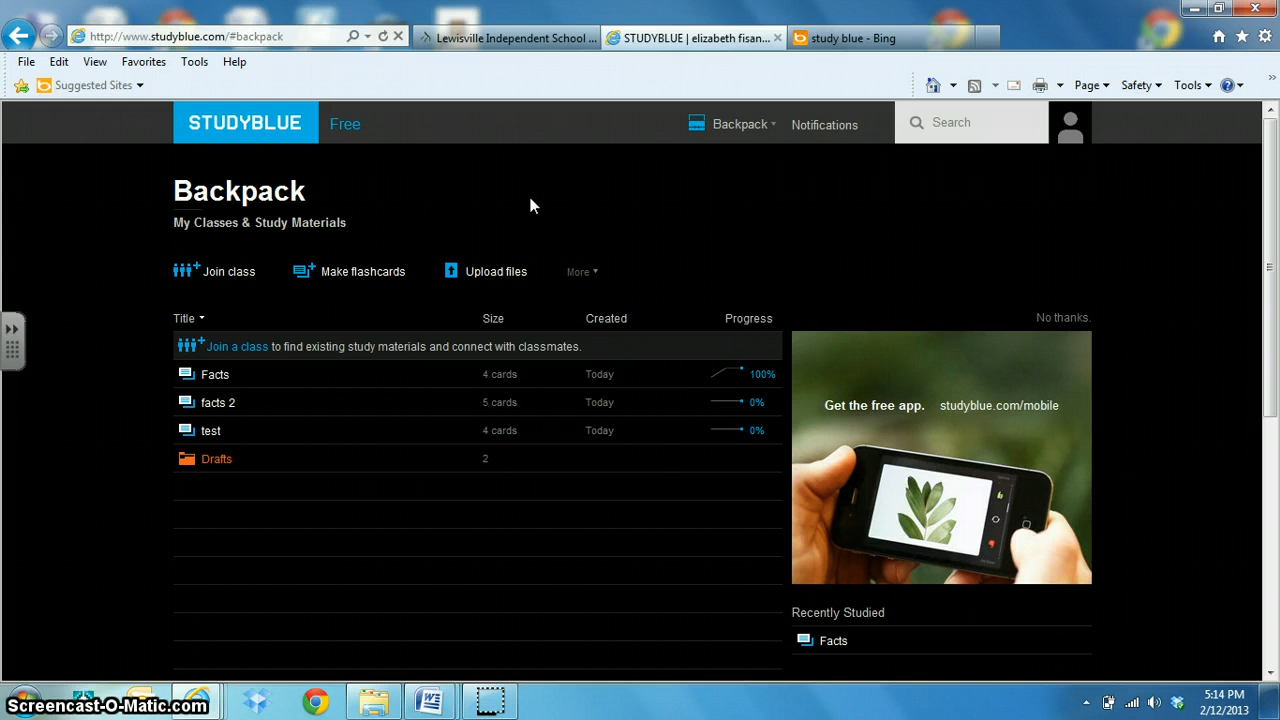 http://www.studyblue.com/#backpack
Lewisville Independent School ...
STUDYBLUE | elizabeth fisan...
study blue - Bing
File Edit View Favorites Tools Help
Suggested Sites
Page Safety Tools
STUDYBLUE Free Backpack Notifications Search
Backpack
My Classes & Study Materials
Join class Make flashcards Upload files More
Title Size Created Progress No thanks.
Join a class to find existing study materials and connect with classmates.
Facts 4 cards Today 100%
facts 2 5 cards Today 0%
test 4 cards Today 0%
Drafts 2
Get the free app. studyblue.com/mobile
Recently Studied
Facts
Screencast-O-Matic.com
5:14 PM
2/12/2013